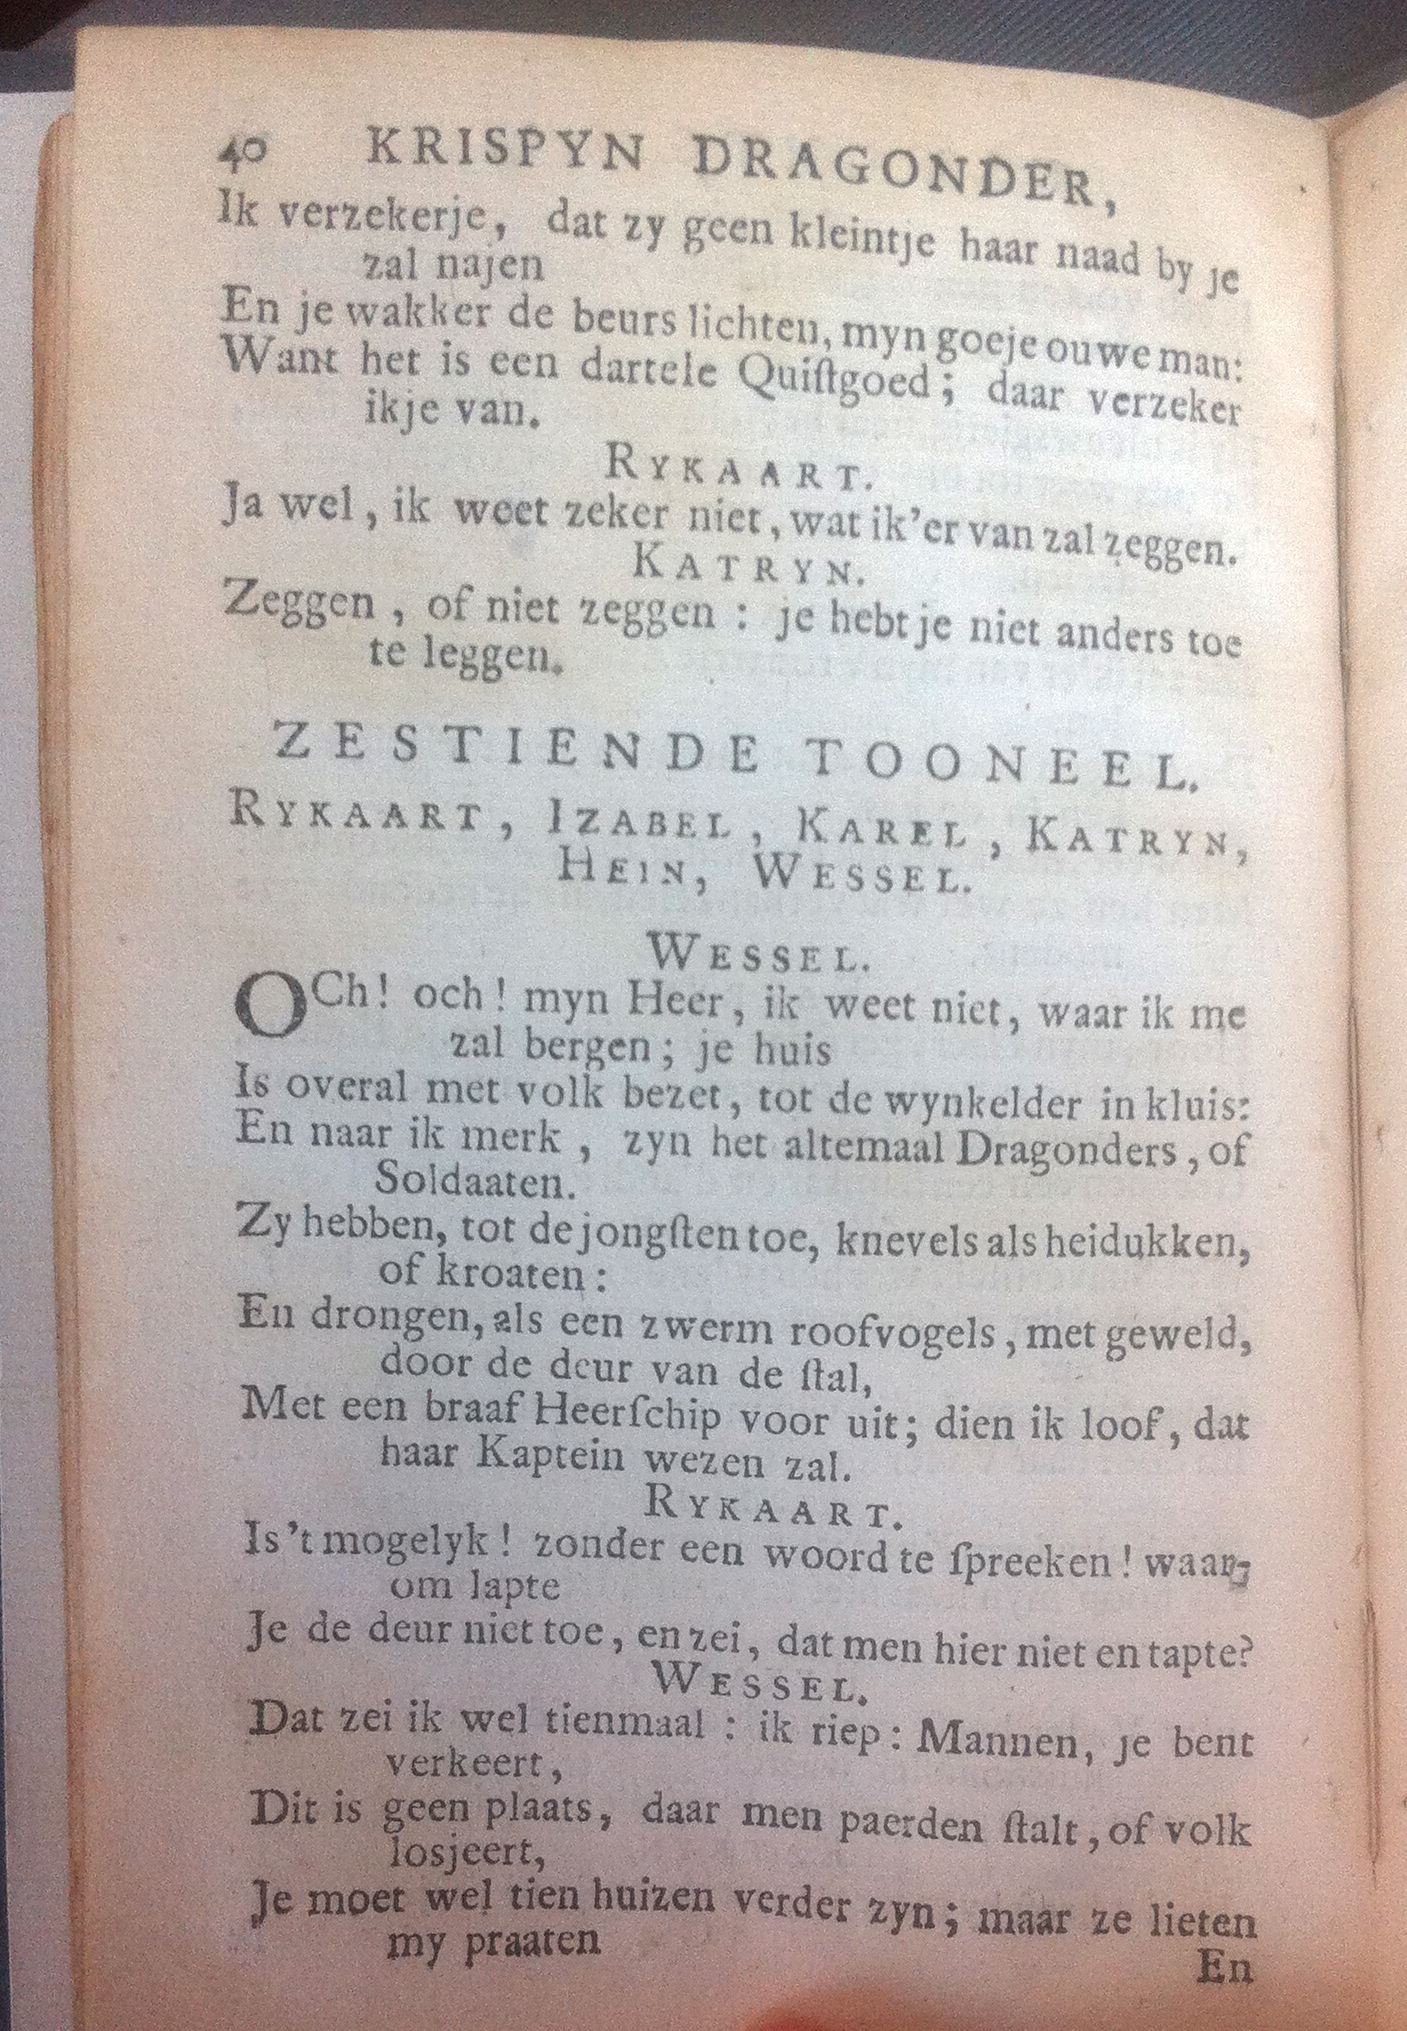 40 KRISPYN DRAGONDER,
Ik verzekerje, dat zy geen kleintje haar naad by je
zal najen
En je wakker de beurs lichten, myn goeje ouwe man:
Want het is een dartele Quiſtgoed; daar verzeker
ikje van.
RYKAART.
Ja wel, ik weet zeker niet, wat ik'er van zal zeggen.
KATRYN.
Zeggen, of niet zeggen: je hebt je niet anders toe
te leggen.
ZESTIENDE TOONEEL.
RYKAART, IZABEL, KAREL, KATRYN,
HEIN, WESSEL.
WESSEL.
OCh! och! myn Heer, ik weet niet, waar ik me
zal bergen; je huis
Is overal met volk bezet, tot de wynkelder in kluis:
En naar ik merk, zyn het altemaal Dragonders, of
Soldaaten.
Zy hebben, tot de jongſten toe, knevels als heidukken,
of kroaten:
En drongen, als een zwerm roofvogels, met geweld,
door de deur van de ſtal,
Met een braaf Heerſchip voor uit; dien ik loof, dat
haar Kaptein wezen zal.
RYKAART.
Is 't mogelyk! zonder een woord te ſpreeken! waar-
om lapte
Je de deur niet toe, en zei, dat men hier niet en tapte?
WESSEL.
Dat zei ik wel tienmaal: ik riep: Mannen, je bent
verkeert,
Dit is geen plaats, daar men paerden ſtalt, of volk
losjeert,
Je moet wel tien huizen verder zyn; maar ze lieten
my praaten
En